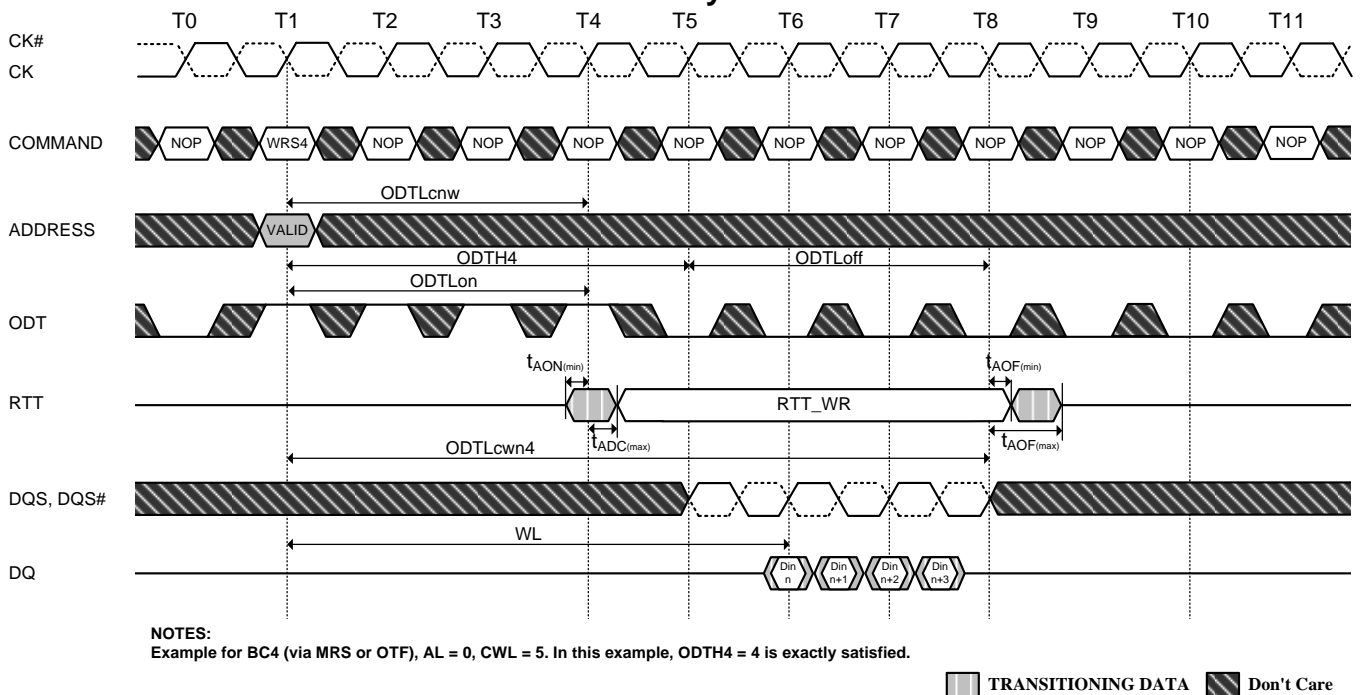 T0 T1 T2 T3 T4 T5 T6 T7 T8 T9 T10 T11
CK#
CK
COMMAND NOP WRS4 NOP NOP NOP NOP NOP NOP NOP NOP NOP NOP
ODTLcnw
ADDRESS VALID
ODTH4 ODTLoff
ODTLon
ODT
tAON(min) tAOF(min)
RTT RTT_WR
tADC(max) tAOF(max)
ODTLcwn4
DQS, DQS#
WL
DQ Din n Din n+1 Din n+2 Din n+3
NOTES:
Example for BC4 (via MRS or OTF), AL = 0, CWL = 5. In this example, ODTH4 = 4 is exactly satisfied.
TRANSITIONING DATA Don't Care